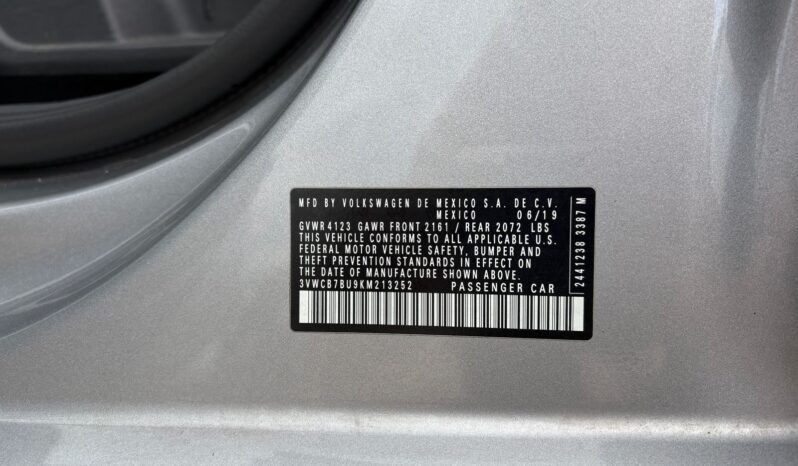 MFD BY VOLKSWAGEN DE MEXICO S.A. DE C.V.
MEXICO 06/19
GVWR 4123 GAWR FRONT 2161 / REAR 2072 LBS
THIS VEHICLE CONFORMS TO ALL APPLICABLE U.S.
FEDERAL MOTOR VEHICLE SAFETY, BUMPER AND
THEFT PREVENTION STANDARDS IN EFFECT ON
THE DATE OF MANUFACTURE SHOWN ABOVE.
3VWCB7BU9KM213252 PASSENGER CAR
2441238 3387 M